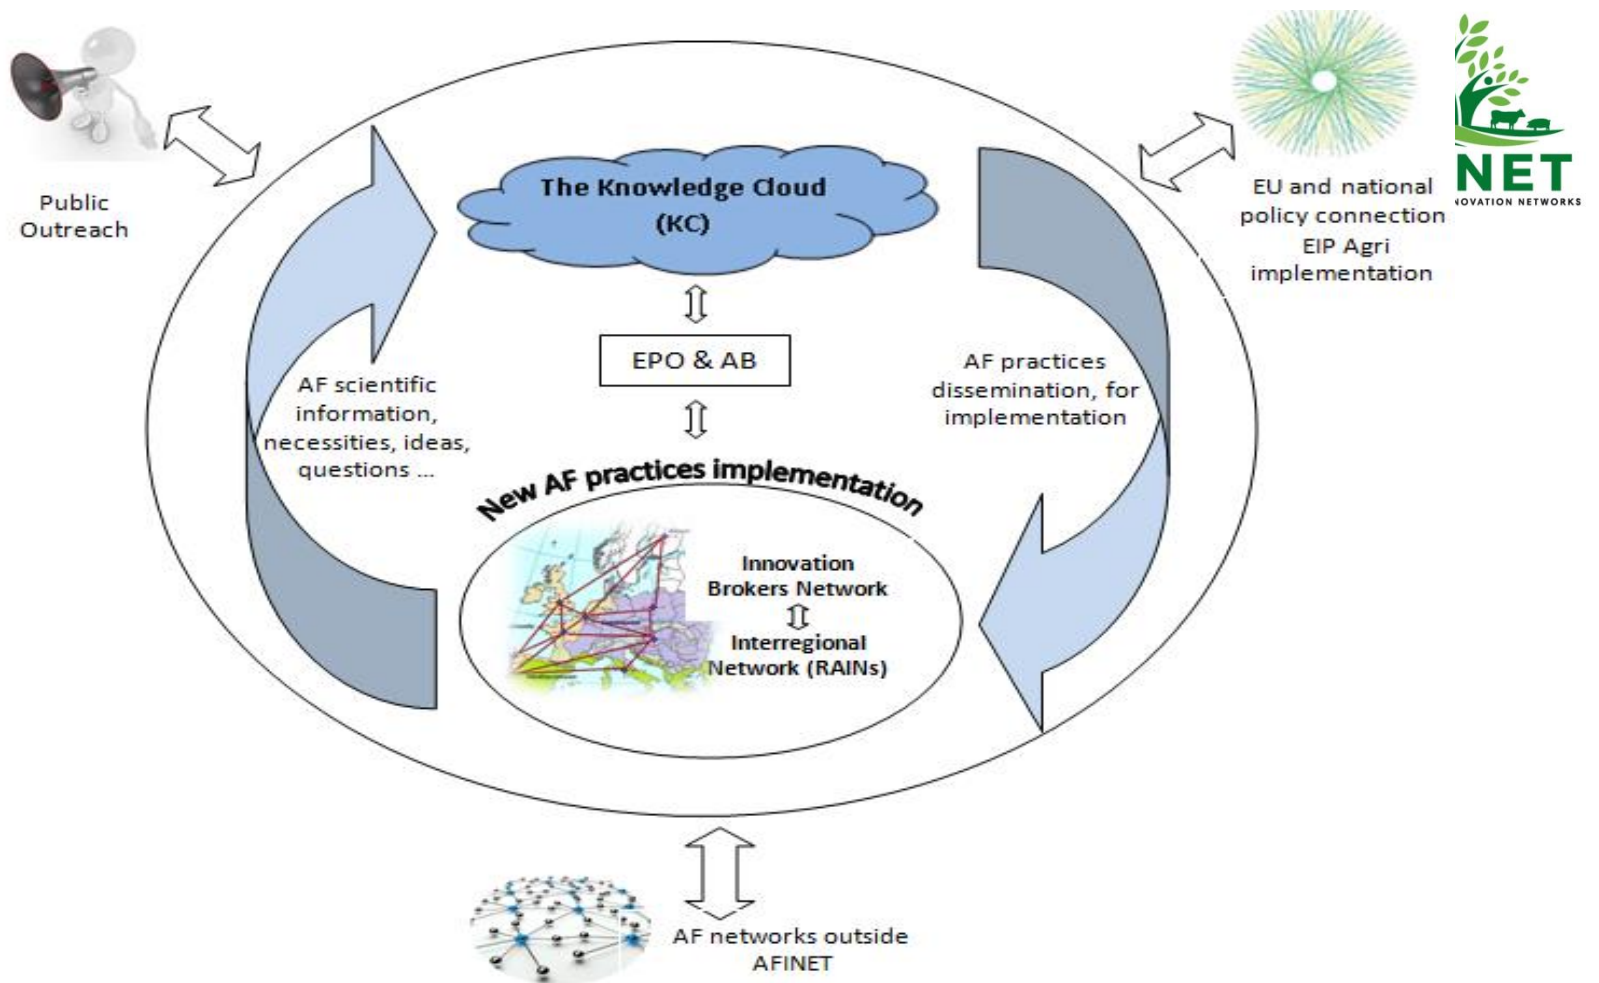 Public
Outreach
The Knowledge Cloud
(KC)
NET
NOVATION NETWORKS
EU and national
policy connection
EIP Agri
implementation
EPO & AB
AF scientific
information,
necessities, ideas,
questions ...
AF practices
dissemination, for
implementation
New AF practices implementation
Innovation
Brokers Network
Interregional
Network (RAINs)
AF networks outside
AFINET